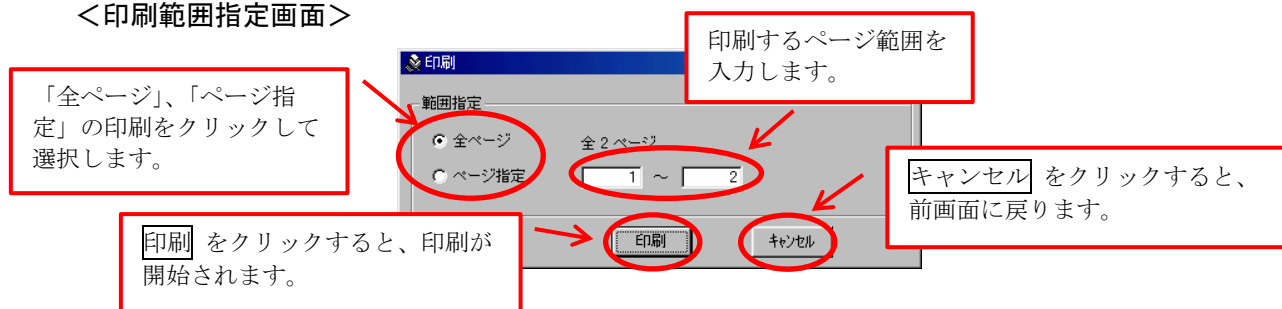 ＜印刷範囲指定画面＞
印刷するページ範囲を
入力します。
「全ページ」、「ページ指
定」の印刷をクリックして
選択します。
印刷
範囲指定
全ページ
全 2 ページ
ページ指定
1 ～ 2
キャンセル をクリックすると、
前画面に戻ります。
印刷 をクリックすると、印刷が
開始されます。
印刷
キャンセル